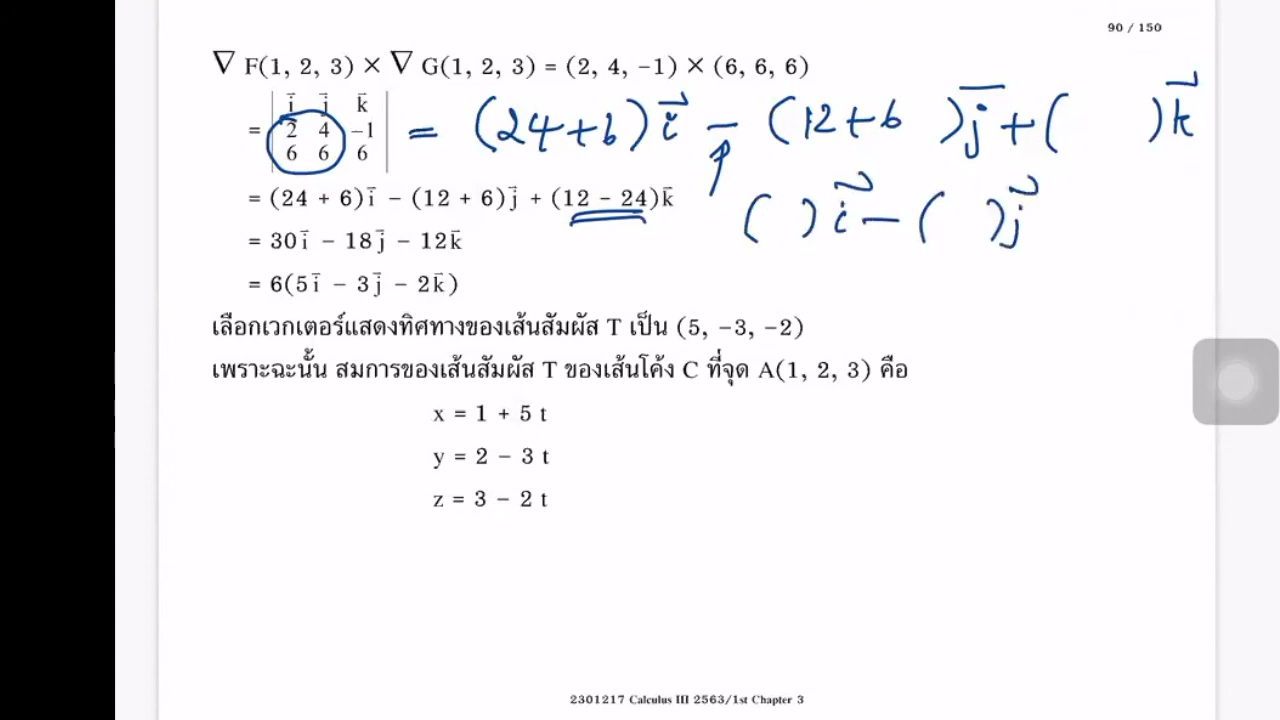 90 / 150
∇ F(1, 2, 3) × ∇ G(1, 2, 3) = (2, 4, −1) × (6, 6, 6)
= | i⃗ j⃗ k⃗ |
| 2 4 −1 |
| 6 6 6 |
= (24+6)i⃗ − (12+6 )j⃗ + ( )k⃗
= (24 + 6)i⃗ − (12 + 6)j⃗ + (12 − 24)k⃗
( )i⃗ − ( )j⃗
= 30i⃗ − 18j⃗ − 12k⃗
= 6(5i⃗ − 3j⃗ − 2k⃗)
เลือกเวกเตอร์แสดงทิศทางของเส้นสัมผัส T เป็น (5, −3, −2)
เพราะฉะนั้น สมการของเส้นสัมผัส T ของเส้นโค้ง C ที่จุด A(1, 2, 3) คือ
x = 1 + 5 t
y = 2 − 3 t
z = 3 − 2 t
2301217 Calculus III 2563/1st Chapter 3